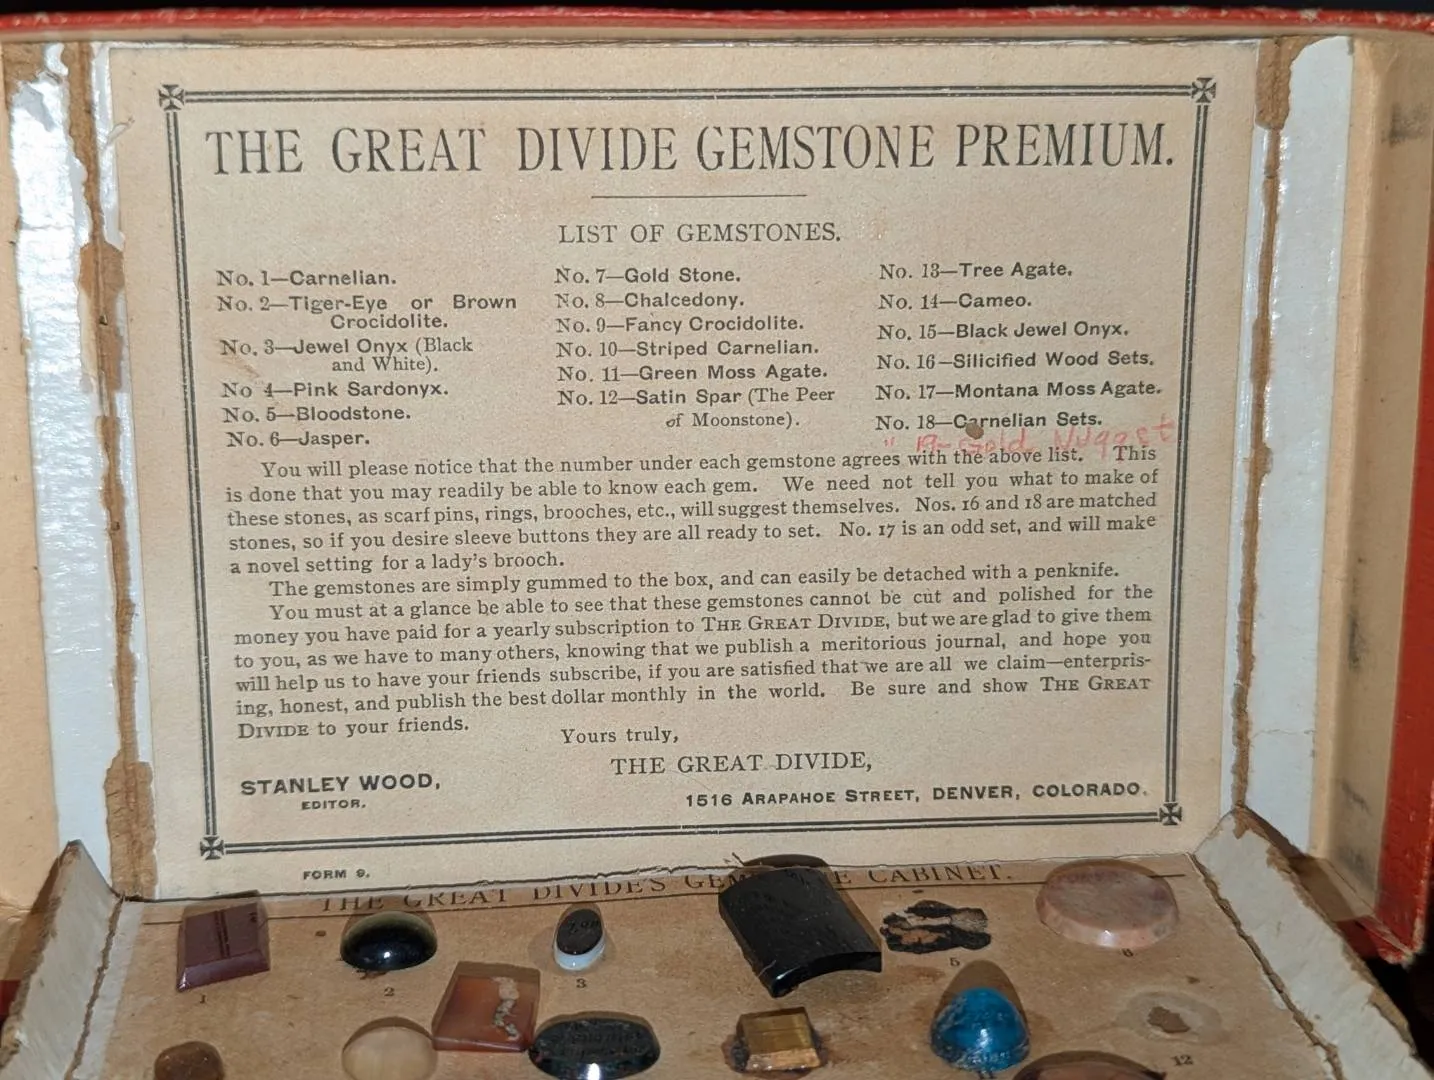 THE GREAT DIVIDE GEMSTONE PREMIUM.
LIST OF GEMSTONES.
No. 1—Carnelian.
No. 2—Tiger-Eye or Brown
Crocidolite.
No. 3—Jewel Onyx (Black
and White).
No 4—Pink Sardonyx.
No. 5—Bloodstone.
No. 6—Jasper.
No. 7—Gold Stone.
No. 8—Chalcedony.
No. 9—Fancy Crocidolite.
No. 10—Striped Carnelian.
No. 11—Green Moss Agate.
No. 12—Satin Spar (The Peer
of Moonstone).
No. 13—Tree Agate.
No. 14—Cameo.
No. 15—Black Jewel Onyx.
No. 16—Silicified Wood Sets.
No. 17—Montana Moss Agate.
No. 18—Carnelian Sets.
" 19-Gold Nugget
You will please notice that the number under each gemstone agrees with the above list. This
is done that you may readily be able to know each gem. We need not tell you what to make of
these stones, as scarf pins, rings, brooches, etc., will suggest themselves. Nos. 16 and 18 are matched
stones, so if you desire sleeve buttons they are all ready to set. No. 17 is an odd set, and will make
a novel setting for a lady's brooch.
The gemstones are simply gummed to the box, and can easily be detached with a penknife.
You must at a glance be able to see that these gemstones cannot be cut and polished for the
money you have paid for a yearly subscription to THE GREAT DIVIDE, but we are glad to give them
to you, as we have to many others, knowing that we publish a meritorious journal, and hope you
will help us to have your friends subscribe, if you are satisfied that we are all we claim—enterpris-
ing, honest, and publish the best dollar monthly in the world. Be sure and show THE GREAT
DIVIDE to your friends.
Yours truly,
THE GREAT DIVIDE,
STANLEY WOOD,
EDITOR.
1516 ARAPAHOE STREET, DENVER, COLORADO.
FORM 9.
THE GREAT DIVIDE'S CABINET.
1
2
3
5
6
12